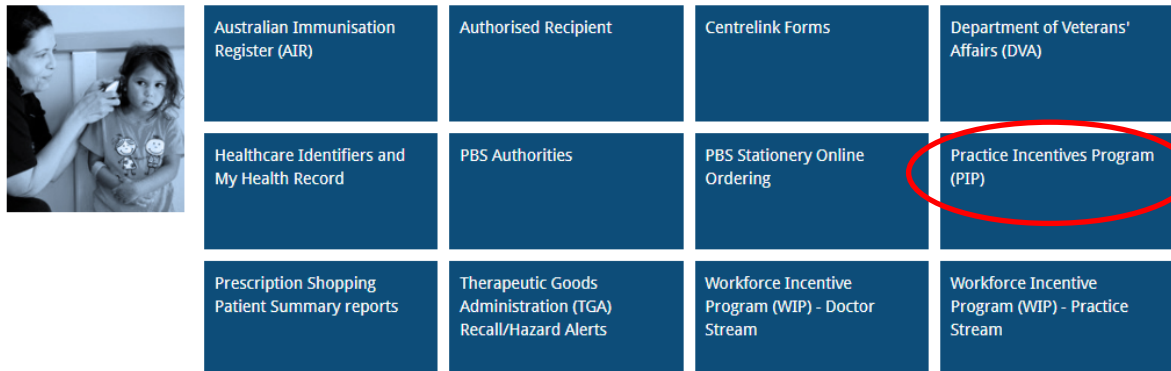 Australian Immunisation
Register (AIR)
Authorised Recipient
Centrelink Forms
Department of Veterans'
Affairs (DVA)
Healthcare Identifiers and
My Health Record
PBS Authorities
PBS Stationery Online
Ordering
Practice Incentives Program
(PIP)
Prescription Shopping
Patient Summary reports
Therapeutic Goods
Administration (TGA)
Recall/Hazard Alerts
Workforce Incentive
Program (WIP) - Doctor
Stream
Workforce Incentive
Program (WIP) - Practice
Stream